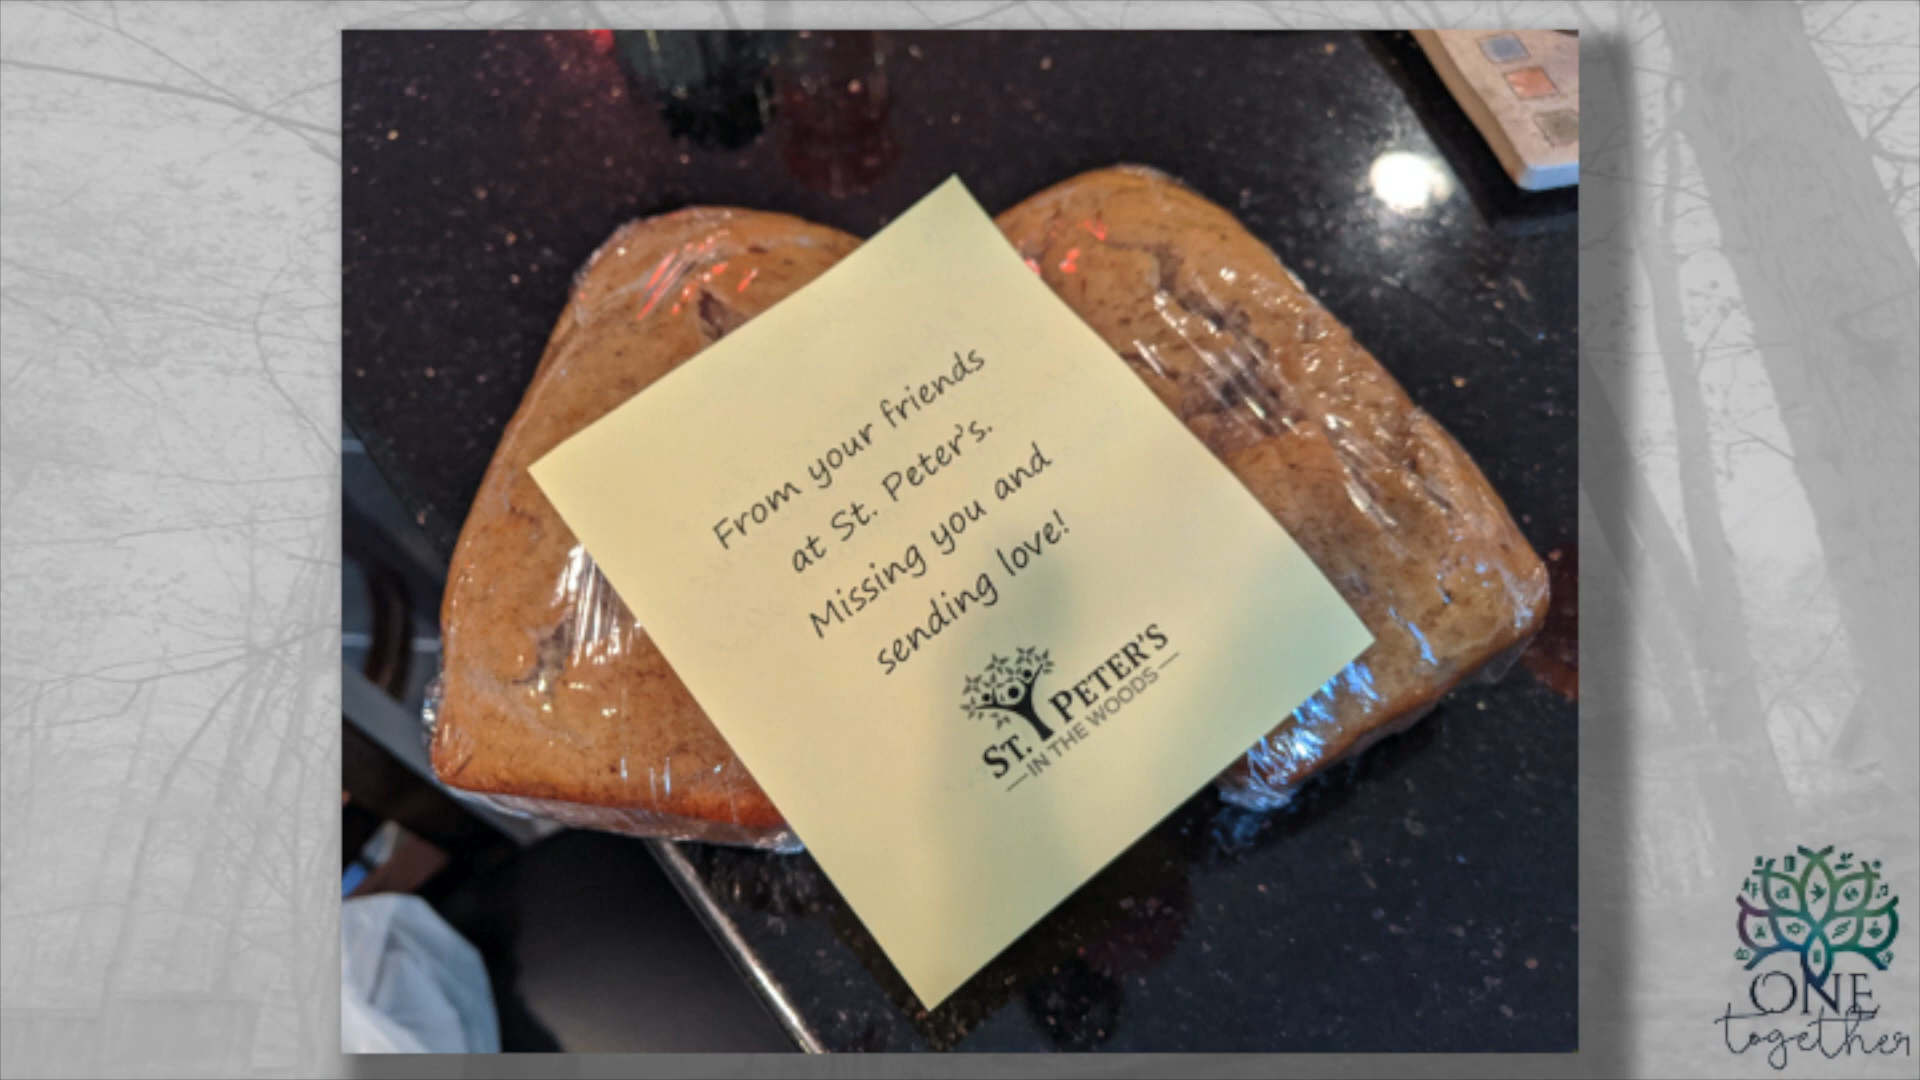 From your friends
at St. Peter's.
Missing you and
sending love!
ST. PETER'S
—IN THE WOODS—
ONE
together